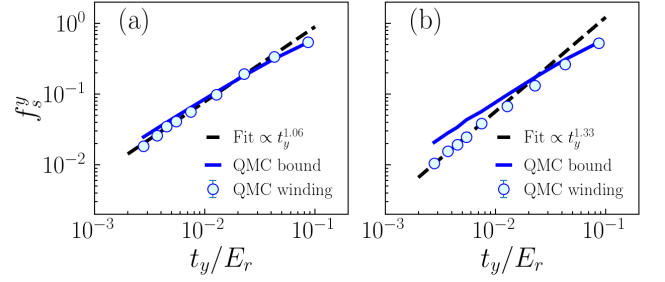 (a)
(b)
f_s^y
10^0
10^{-1}
10^{-2}
Fit ∝ t_y^{1.06}
QMC bound
QMC winding
Fit ∝ t_y^{1.33}
QMC bound
QMC winding
10^{-3} 10^{-2} 10^{-1}
10^{-3} 10^{-2} 10^{-1}
t_y/E_r
t_y/E_r